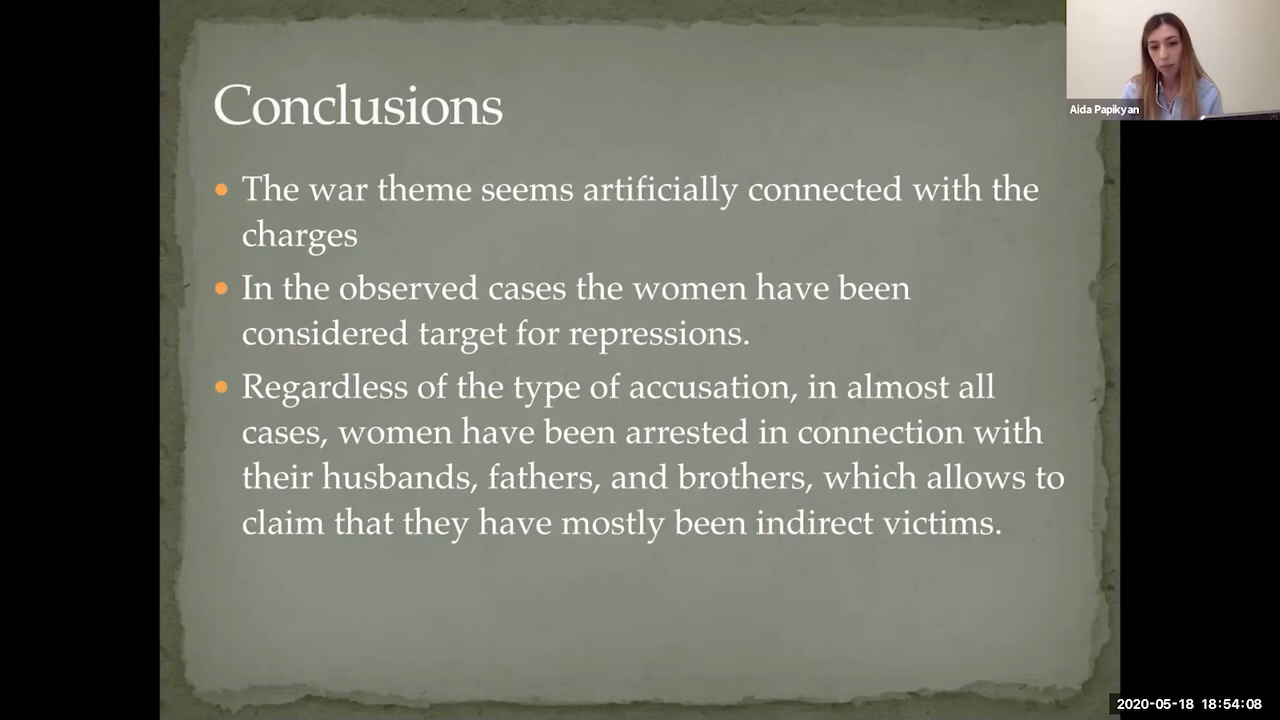 Conclusions
Aida Papikyan
• The war theme seems artificially connected with the
charges
• In the observed cases the women have been
considered target for repressions.
• Regardless of the type of accusation, in almost all
cases, women have been arrested in connection with
their husbands, fathers, and brothers, which allows to
claim that they have mostly been indirect victims.
2020-05-18 18:54:08